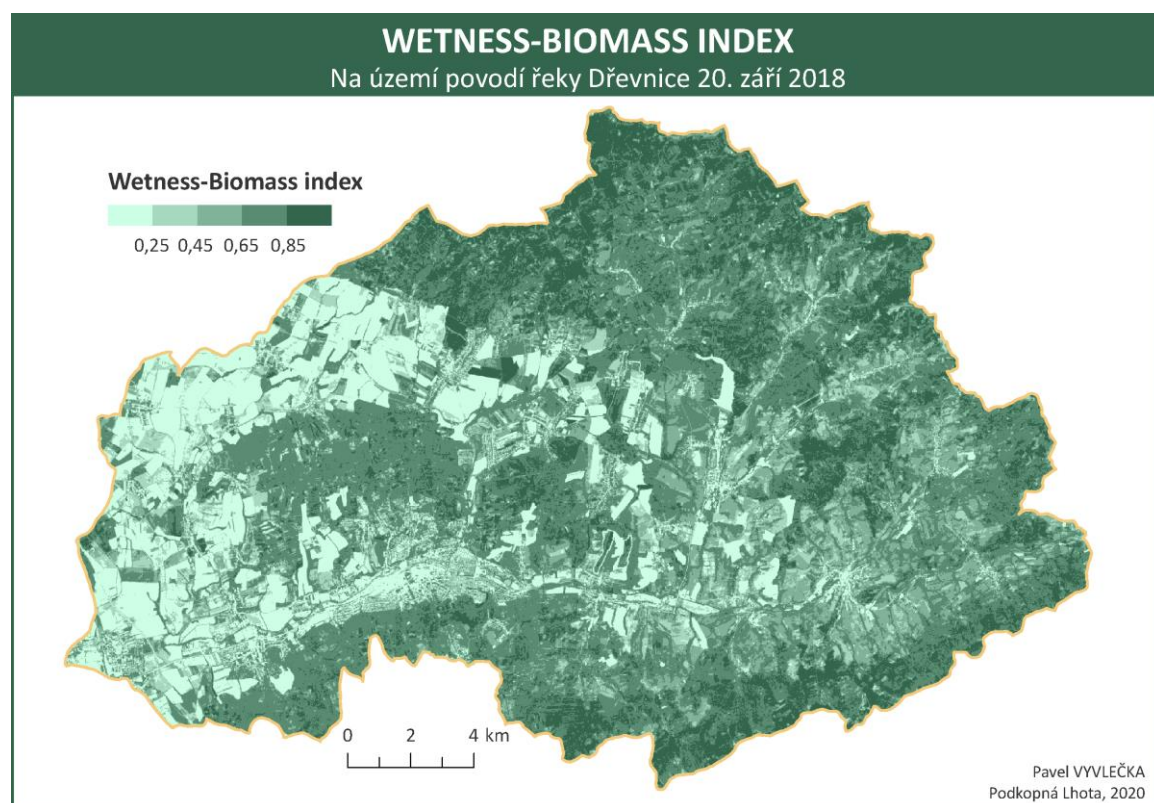 WETNESS-BIOMASS INDEX
Na území povodí řeky Dřevnice 20. září 2018
Wetness-Biomass index
0,25 0,45 0,65 0,85
0 2 4 km
Pavel VYVLEČKA
Podkopná Lhota, 2020